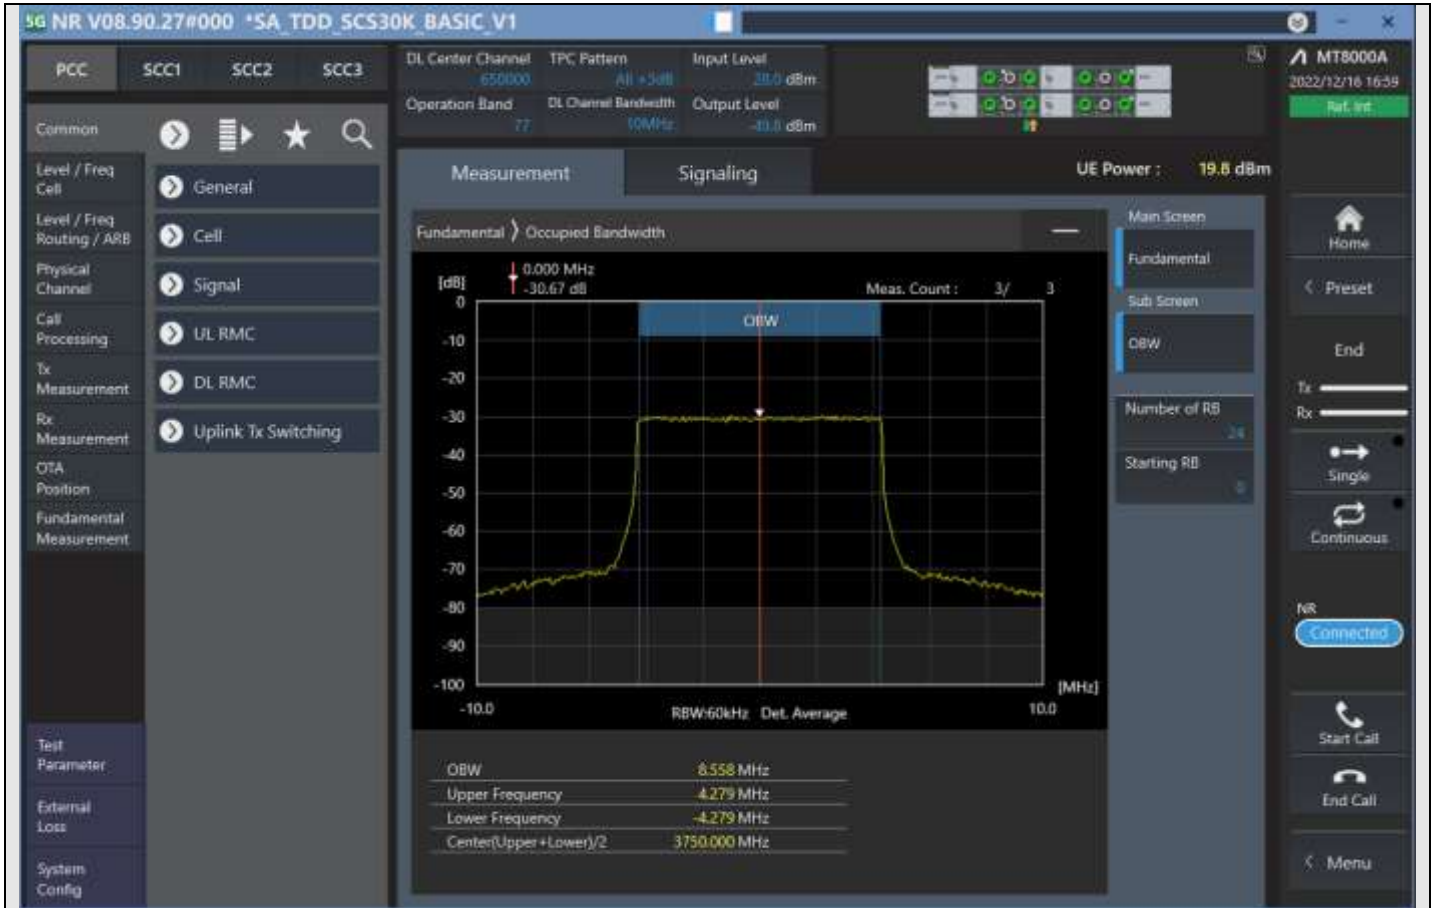 5G NR V08.90.27#000 *SA_TDD_SCS30K_BASIC_V1
PCC SCC1 SCC2 SCC3
DL Center Channel TPC Pattern Input Level
650000 All +3dB 28.0 dBm
Operation Band DL Channel Bandwidth Output Level
77 10MHz dBm
MT8000A
2022/12/16 16:59
Ref. Int
Common
Level / Freq
Cell
Level / Freq
Routing / ARB
Physical
Channel
Call
Processing
Tx
Measurement
Rx
Measurement
OTA
Position
Fundamental
Measurement
Test
Parameter
External
Loss
System
Config
General
Cell
Signal
UL RMC
DL RMC
Uplink Tx Switching
Measurement Signaling
UE Power : 19.8 dBm
Fundamental Occupied Bandwidth
0.000 MHz
[dB] -30.67 dB Meas. Count : 3/ 3
OBW
0
-10
-20
-30
-40
-50
-60
-70
-80
-90
-100
[MHz]
-10.0 RBW:60kHz Det. Average 10.0
OBW 8.558 MHz
Upper Frequency 4.279 MHz
Lower Frequency -4.279 MHz
Center(Upper+Lower)/2 3750.000 MHz
Main Screen
Fundamental
Sub Screen
OBW
Number of RB
24
Starting RB
0
Home
Preset
End
Tx
Rx
Single
Continuous
NR
Connected
Start Call
End Call
Menu